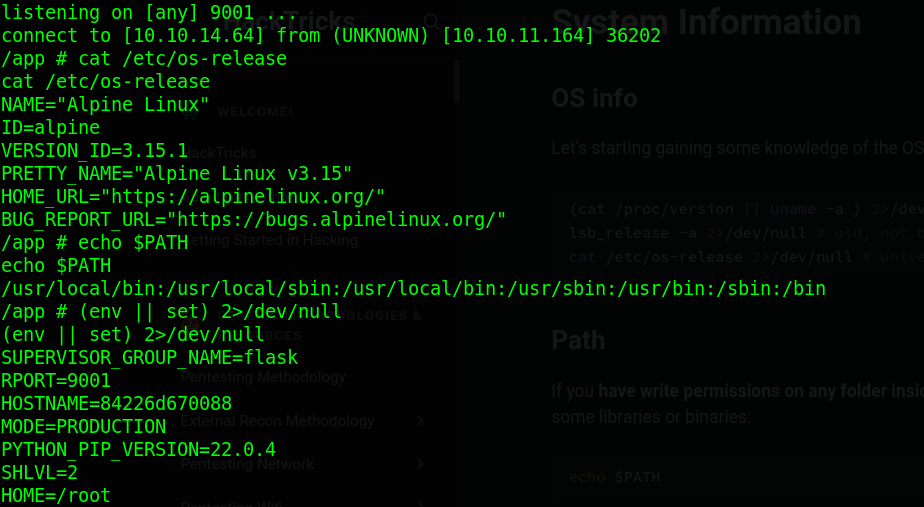 listening on [any] 9001 ...
connect to [10.10.14.64] from (UNKNOWN) [10.10.11.164] 36202
/app # cat /etc/os-release
cat /etc/os-release
NAME="Alpine Linux"
ID=alpine
VERSION_ID=3.15.1
PRETTY_NAME="Alpine Linux v3.15"
HOME_URL="https://alpinelinux.org/"
BUG_REPORT_URL="https://bugs.alpinelinux.org/"
/app # echo $PATH
echo $PATH
/usr/local/bin:/usr/local/sbin:/usr/local/bin:/usr/sbin:/usr/bin:/sbin:/bin
/app # (env || set) 2>/dev/null
(env || set) 2>/dev/null
SUPERVISOR_GROUP_NAME=flask
RPORT=9001
HOSTNAME=84226d670088
MODE=PRODUCTION
PYTHON_PIP_VERSION=22.0.4
SHLVL=2
HOME=/root
HackTricks
WELCOME!
HackTricks
Getting Started in Hacking
Pentesting Methodology
External Recon Methodology
Pentesting Network
Pentesting Wifi
System Information
OS info
Let's starting gaining some knowledge of the OS
(cat /proc/version || uname -a ) 2>/dev
lsb_release -a 2>/dev/null # old, not b
cat /etc/os-release 2>/dev/null # unive
Path
If you have write permissions on any folder insid
some libraries or binaries:
echo $PATH